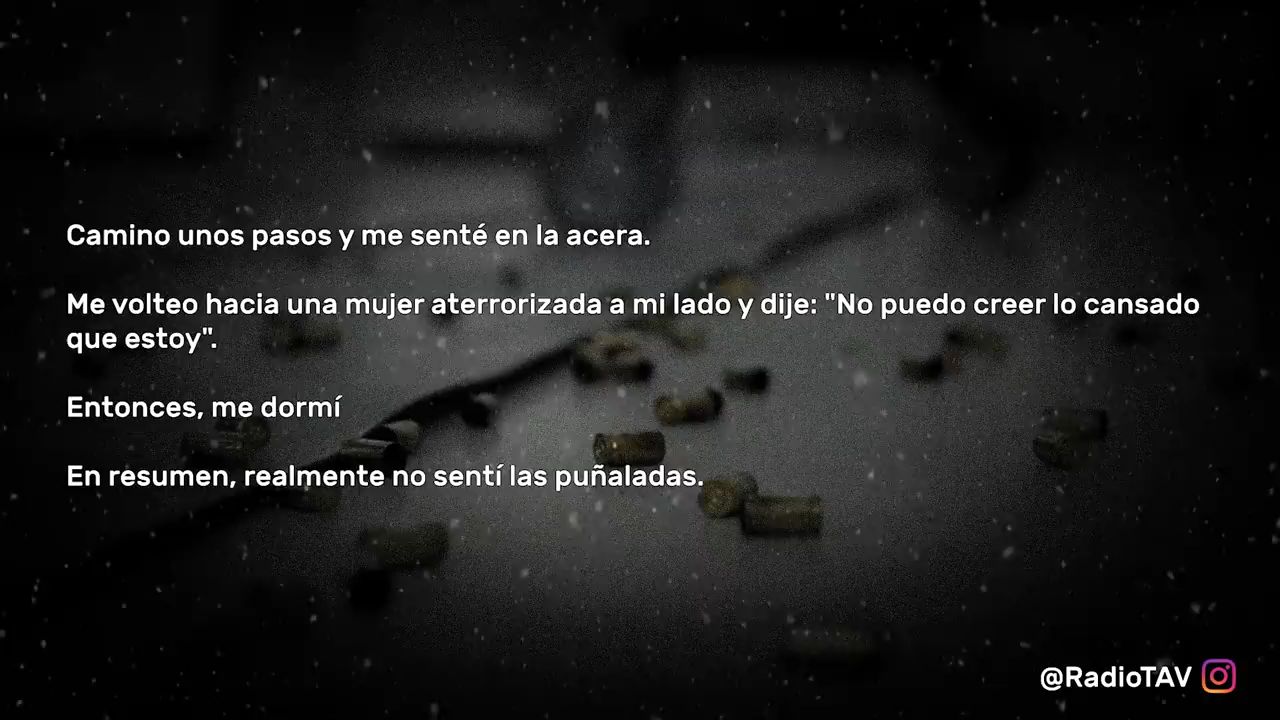 Camino unos pasos y me senté en la acera.
Me volteo hacia una mujer aterrorizada a mi lado y dije: "No puedo creer lo cansado
que estoy".
Entonces, me dormí
En resumen, realmente no sentí las puñaladas.
@RadioTAV